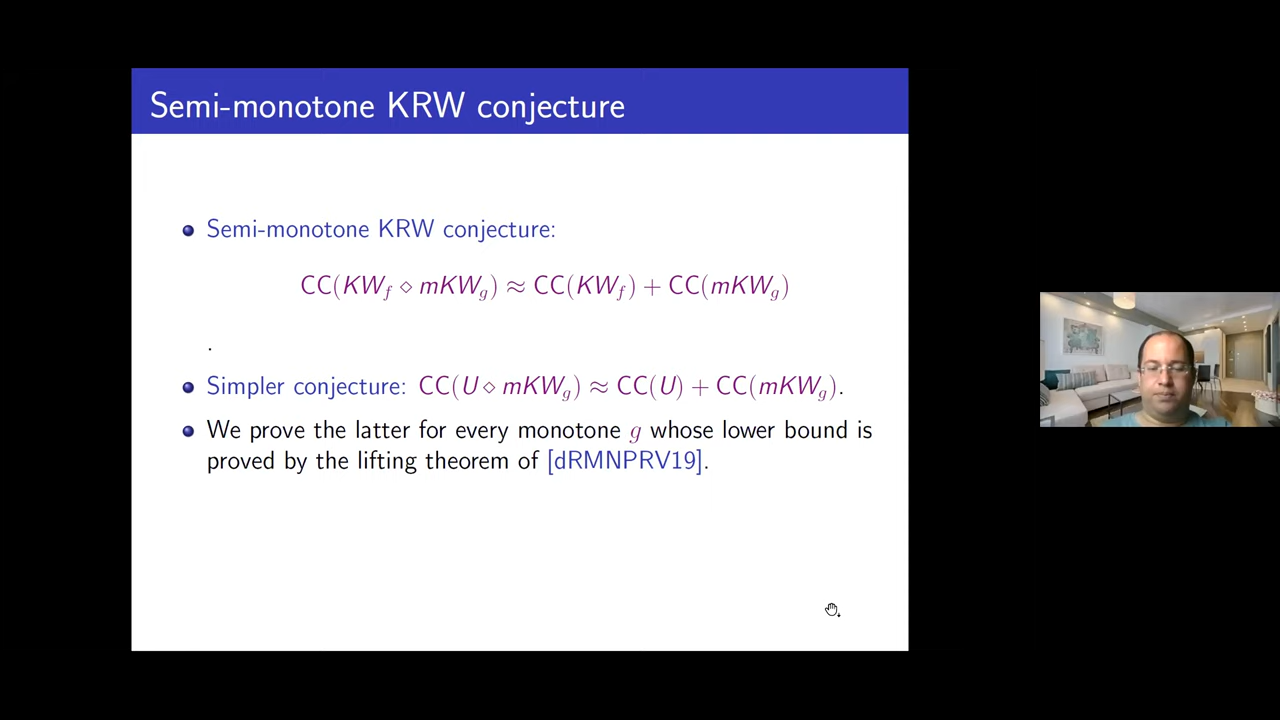 Semi-monotone KRW conjecture
Semi-monotone KRW conjecture:
CC(KW_f ⋄ mKW_g) ≈ CC(KW_f) + CC(mKW_g)
.
Simpler conjecture: CC(U ⋄ mKW_g) ≈ CC(U) + CC(mKW_g).
We prove the latter for every monotone g whose lower bound is
proved by the lifting theorem of [dRMNPRV19].